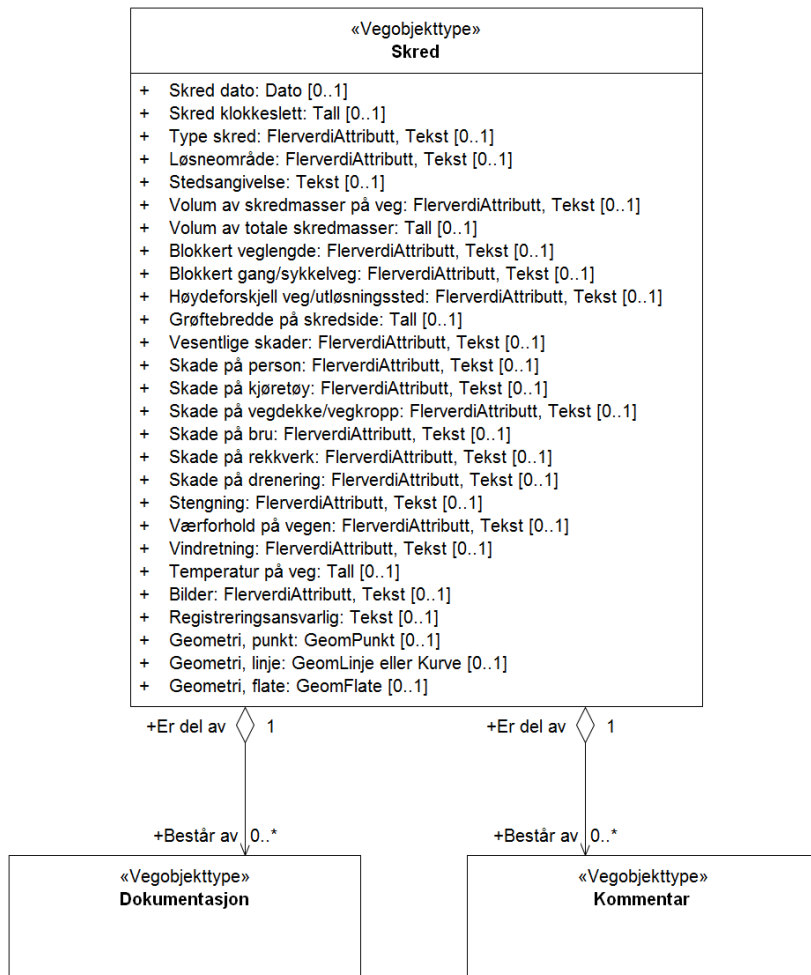 «Vegobjekttype»
Skred
+ Skred dato: Dato [0..1]
+ Skred klokkeslett: Tall [0..1]
+ Type skred: FlerverdiAttributt, Tekst [0..1]
+ Løsneområde: FlerverdiAttributt, Tekst [0..1]
+ Stedsangivelse: Tekst [0..1]
+ Volum av skredmasser på veg: FlerverdiAttributt, Tekst [0..1]
+ Volum av totale skredmasser: Tall [0..1]
+ Blokkert veglengde: FlerverdiAttributt, Tekst [0..1]
+ Blokkert gang/sykkelveg: FlerverdiAttributt, Tekst [0..1]
+ Høydeforskjell veg/utløsningssted: FlerverdiAttributt, Tekst [0..1]
+ Grøftebredde på skredside: Tall [0..1]
+ Vesentlige skader: FlerverdiAttributt, Tekst [0..1]
+ Skade på person: FlerverdiAttributt, Tekst [0..1]
+ Skade på kjøretøy: FlerverdiAttributt, Tekst [0..1]
+ Skade på vegdekke/vegkropp: FlerverdiAttributt, Tekst [0..1]
+ Skade på bru: FlerverdiAttributt, Tekst [0..1]
+ Skade på rekkverk: FlerverdiAttributt, Tekst [0..1]
+ Skade på drenering: FlerverdiAttributt, Tekst [0..1]
+ Stengning: FlerverdiAttributt, Tekst [0..1]
+ Værforhold på vegen: FlerverdiAttributt, Tekst [0..1]
+ Vindretning: FlerverdiAttributt, Tekst [0..1]
+ Temperatur på veg: Tall [0..1]
+ Bilder: FlerverdiAttributt, Tekst [0..1]
+ Registreringsansvarlig: Tekst [0..1]
+ Geometri, punkt: GeomPunkt [0..1]
+ Geometri, linje: GeomLinje eller Kurve [0..1]
+ Geometri, flate: GeomFlate [0..1]
+Er del av 1
+Er del av 1
+Består av 0..*
+Består av 0..*
«Vegobjekttype»
Dokumentasjon
«Vegobjekttype»
Kommentar